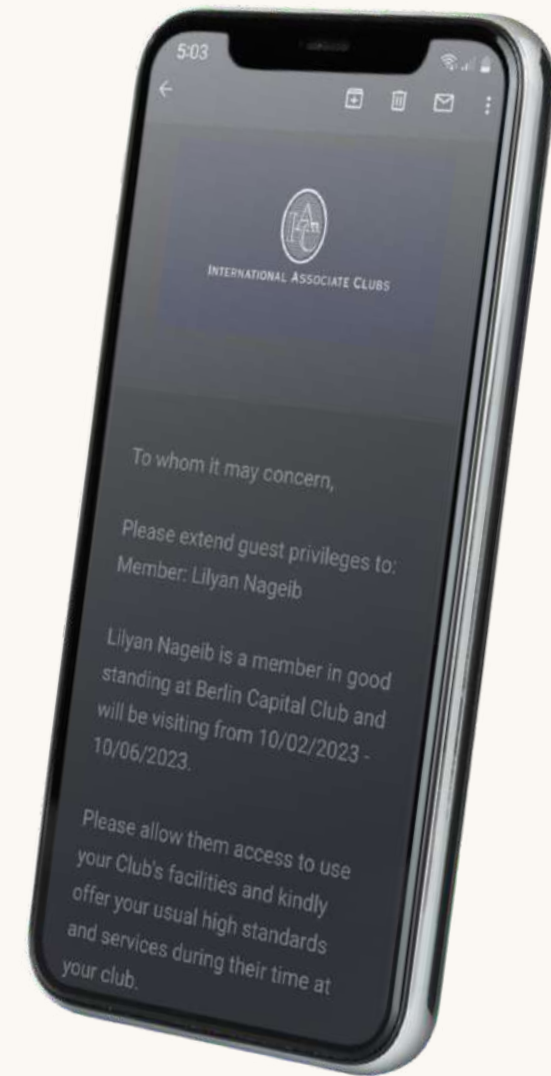 5:03
IAC
INTERNATIONAL ASSOCIATE CLUBS
To whom it may concern,
Please extend guest privileges to:
Member: Lilyan Nageib
Lilyan Nageib is a member in good
standing at Berlin Capital Club and
will be visiting from 10/02/2023 -
10/06/2023.
Please allow them access to use
your Club's facilities and kindly
offer your usual high standards
and services during their time at
your club.